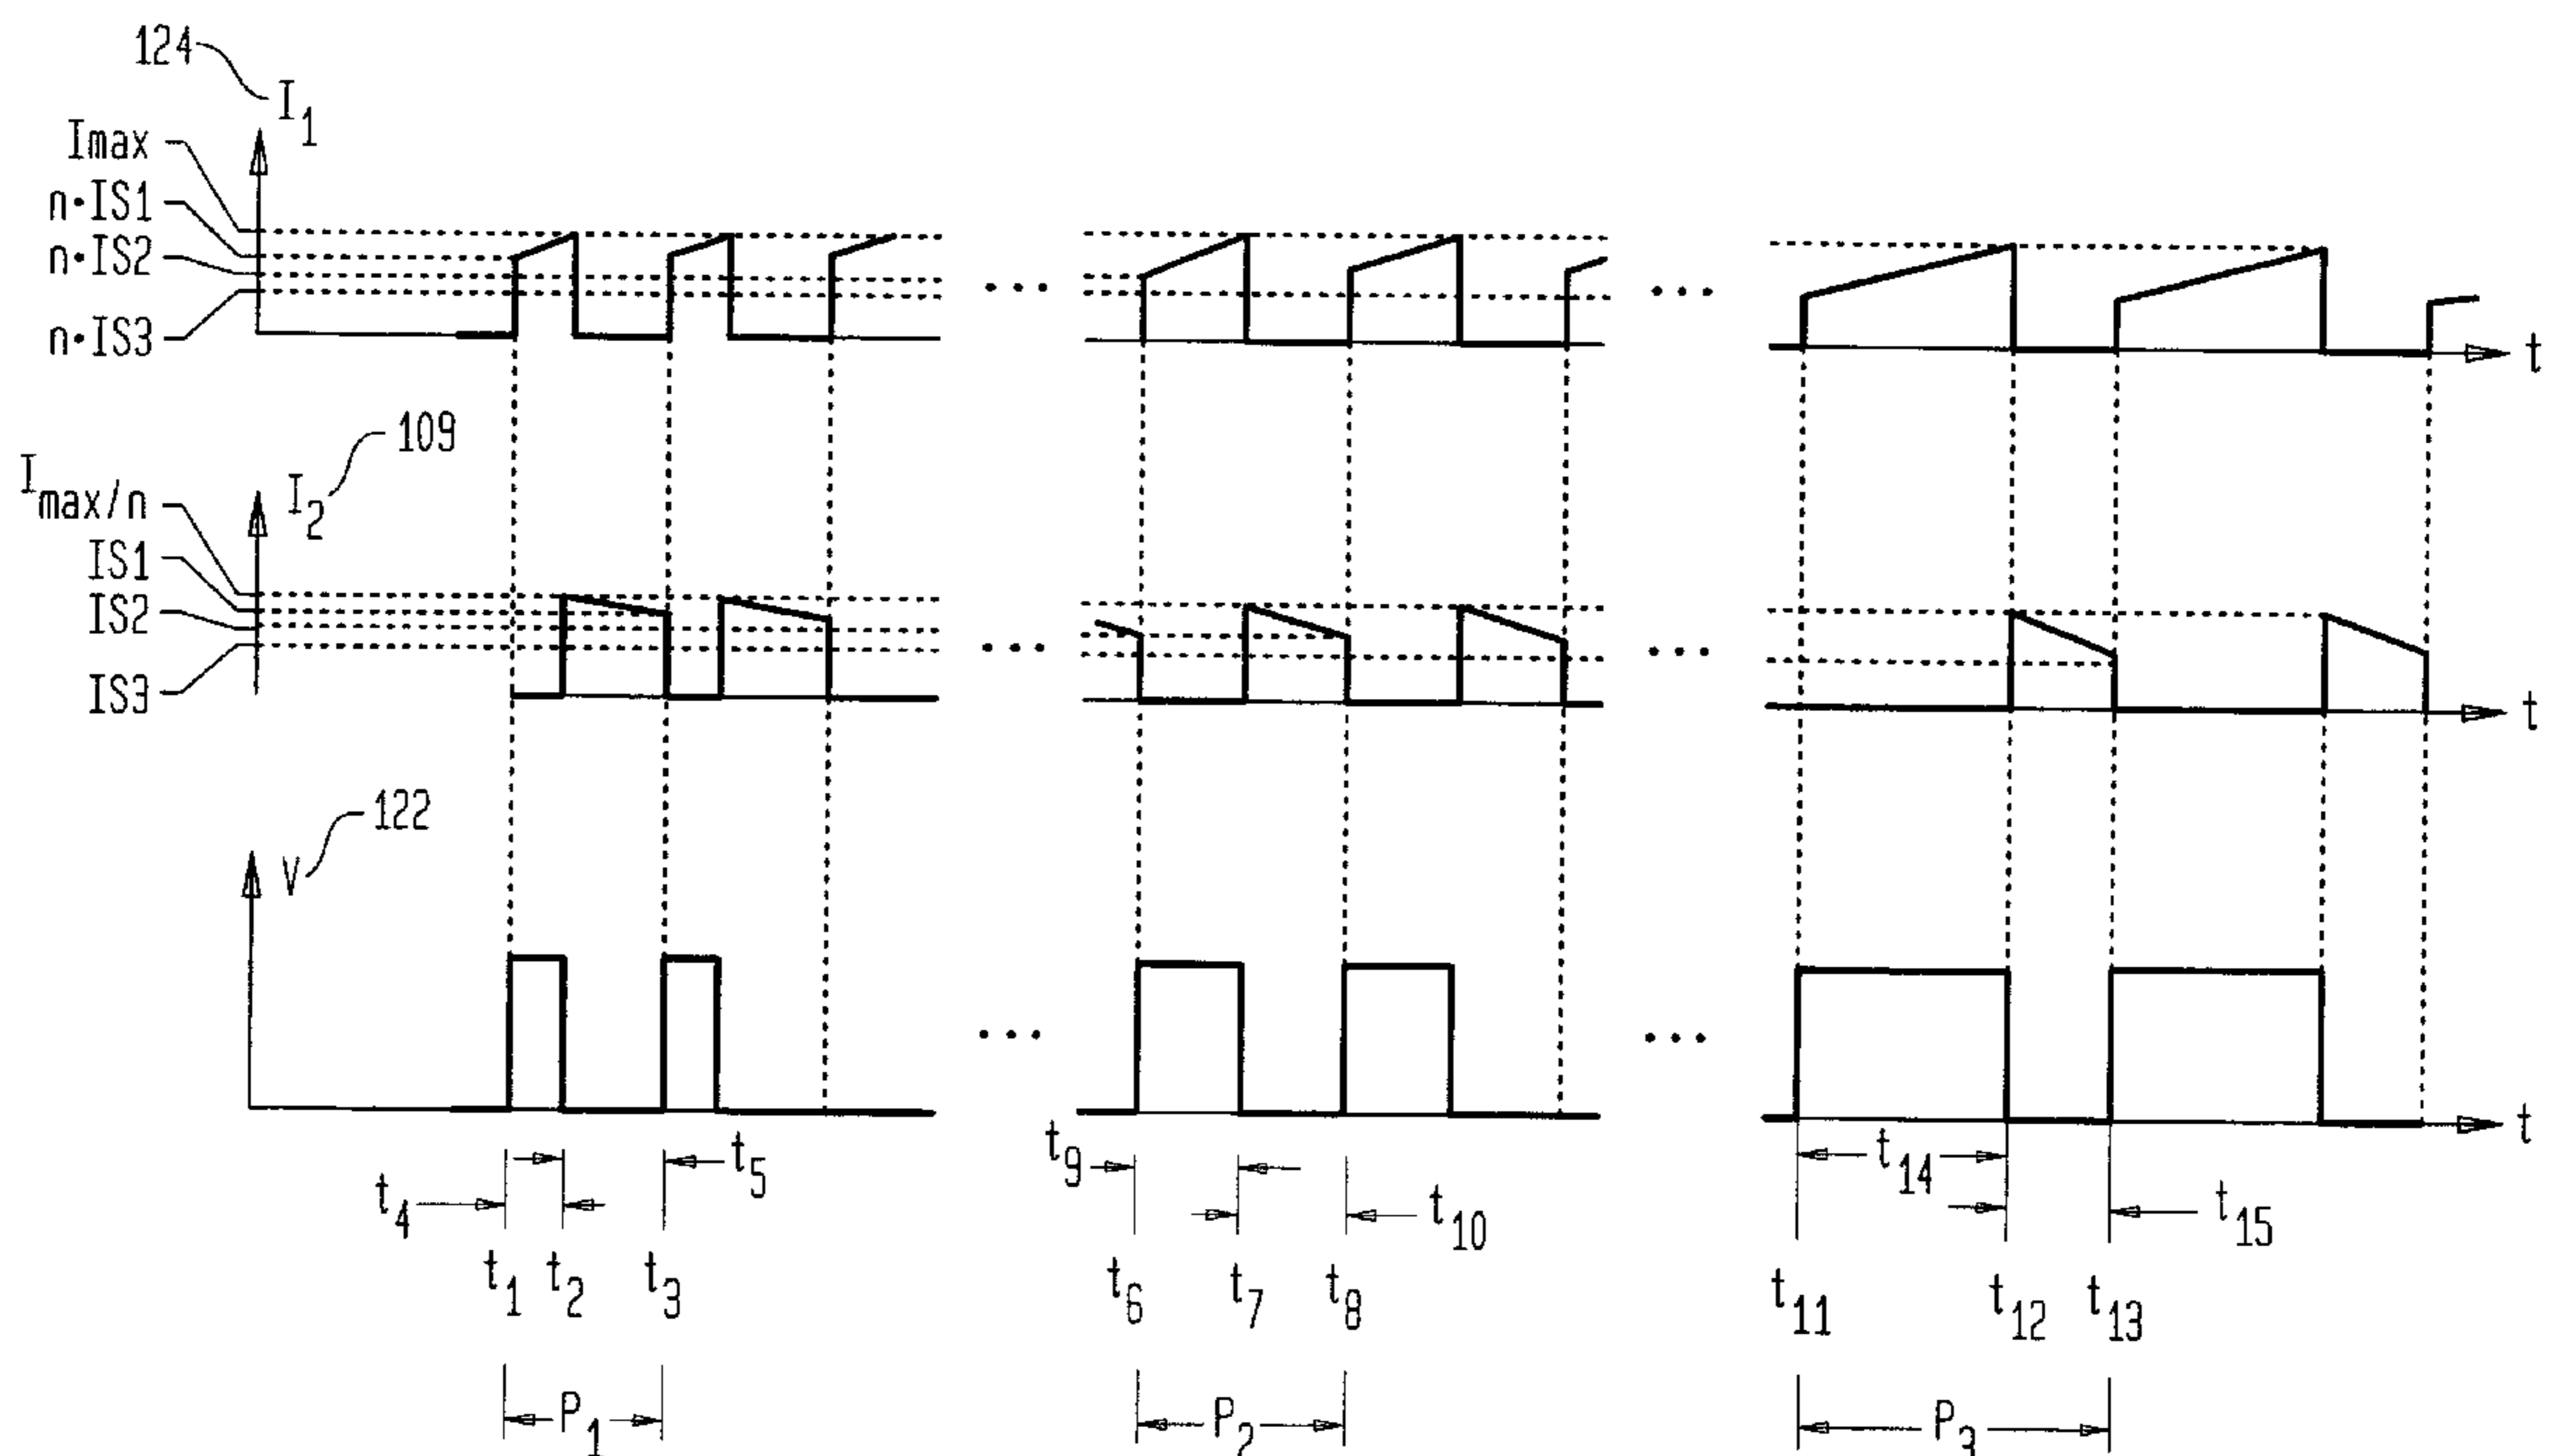 124
I1
Imax
n·IS1
n·IS2
n·IS3
t
109
Imax/n
I2
IS1
IS2
IS3
t
122
V
t
t4
t5
t9
t10
t14
t15
t1 t2 t3
t6 t7 t8
t11 t12 t13
P1
P2
P3